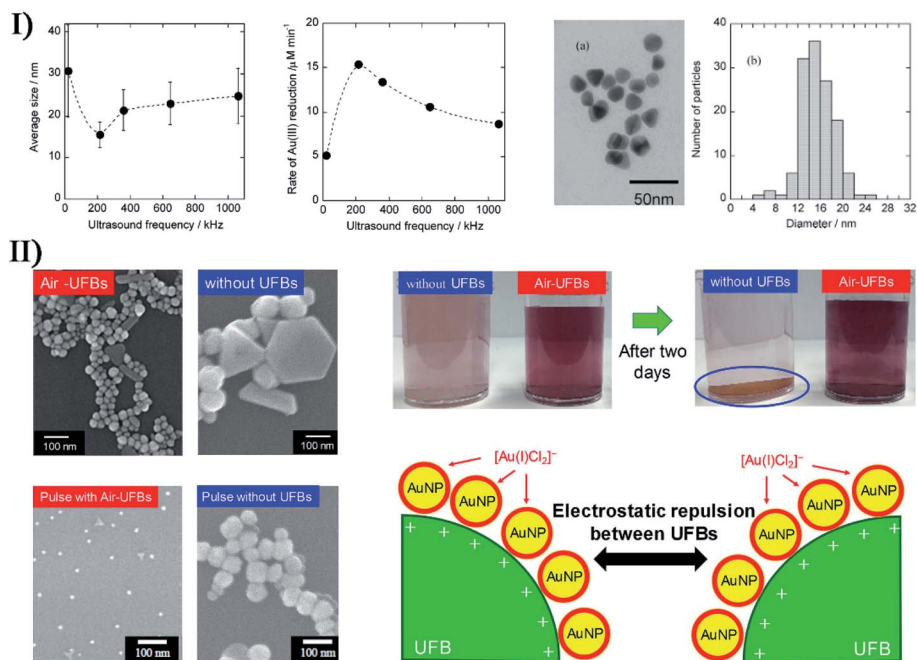 I)
Average size / nm
40
30
20
10
0
0 200 400 600 800 1000
Ultrasound frequency / kHz
Rate of Au(III) reduction/µM min⁻¹
20
15
10
5
0
0 200 400 600 800 1000
Ultrasound frequency / kHz
(a)
50nm
(b)
Number of particles
40
30
20
10
0
0 4 8 12 16 20 24 28 32
Diameter / nm
II)
Air -UFBs
100 nm
without UFBs
100 nm
Pulse with Air-UFBs
100 nm
Pulse without UFBs
100 nm
without UFBs
Air-UFBs
After two
days
without UFBs
Air-UFBs
[Au(I)Cl₂]⁻
[Au(I)Cl₂]⁻
AuNP
AuNP
AuNP
AuNP
AuNP
Electrostatic repulsion
between UFBs
AuNP
AuNP
AuNP
AuNP
AuNP
+ + + + +
+ + + + +
UFB
UFB